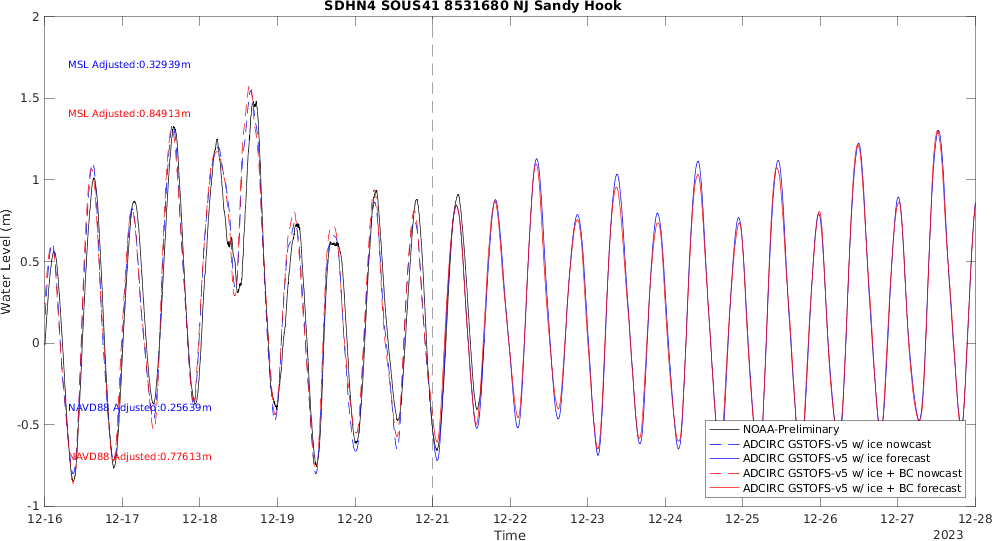 SDHN4 SOUS41 8531680 NJ Sandy Hook
2
MSL Adjusted:0.32939m
1.5
MSL Adjusted:0.84913m
1
0.5
Water Level (m)
0
NAVD88 Adjusted:0.25639m
-0.5
NAVD88 Adjusted:0.77613m
-1
NOAA-Preliminary
ADCIRC GSTOFS-v5 w/ ice nowcast
ADCIRC GSTOFS-v5 w/ ice forecast
ADCIRC GSTOFS-v5 w/ ice + BC nowcast
ADCIRC GSTOFS-v5 w/ ice + BC forecast
12-16 12-17 12-18 12-19 12-20 12-21 12-22 12-23 12-24 12-25 12-26 12-27 12-28
Time
2023